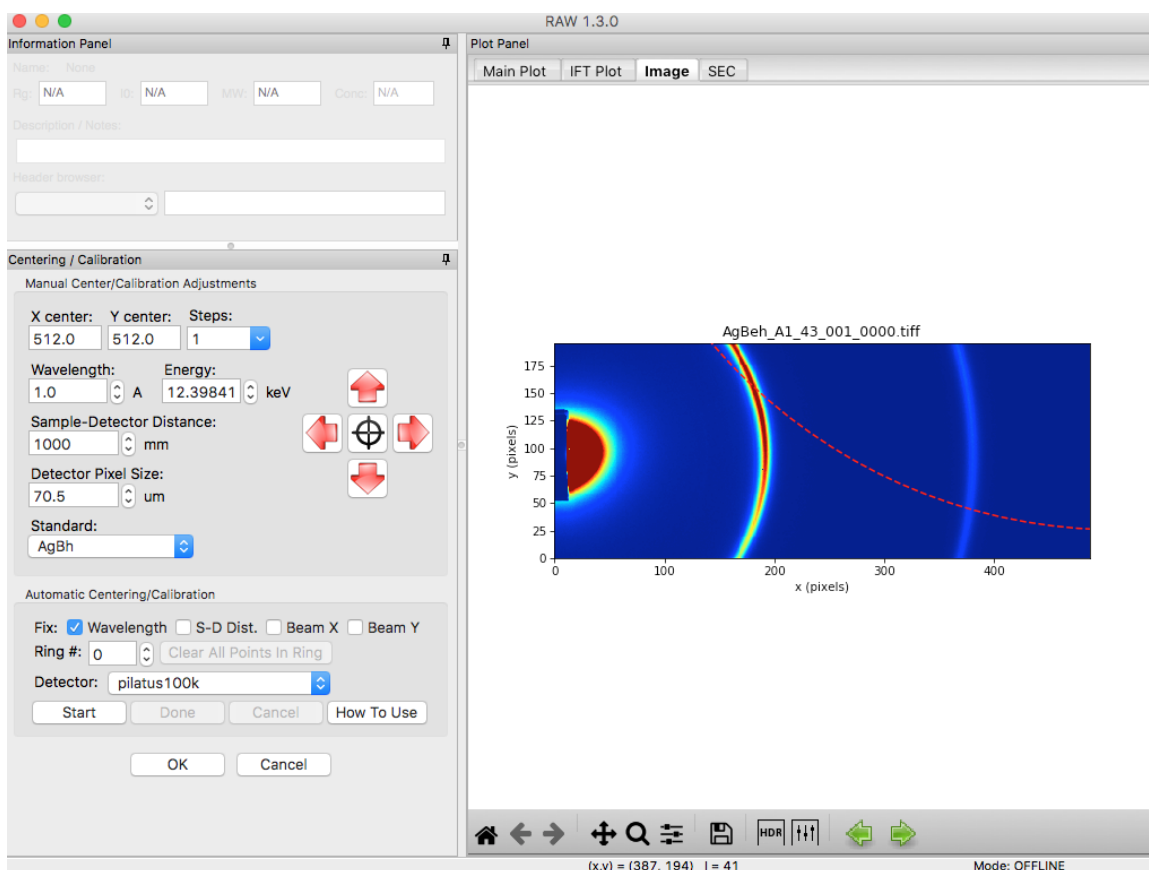 RAW 1.3.0
Information Panel
Name: None
Rg: N/A I0: N/A MW: N/A Conc: N/A
Description / Notes:
Header browser:
Centering / Calibration
Manual Center/Calibration Adjustments
X center: Y center: Steps:
512.0 512.0 1
Wavelength: Energy:
1.0 A 12.39841 keV
Sample-Detector Distance:
1000 mm
Detector Pixel Size:
70.5 um
Standard:
AgBh
Automatic Centering/Calibration
Fix: Wavelength S-D Dist. Beam X Beam Y
Ring #: 0 Clear All Points In Ring
Detector: pilatus100k
Start Done Cancel How To Use
OK Cancel
Plot Panel
Main Plot IFT Plot Image SEC
AgBeh_A1_43_001_0000.tiff
175
150
125
100
75
50
25
0
y (pixels)
0 100 200 300 400
x (pixels)
HDR
(x,y) = (387, 194) I = 41 Mode: OFFLINE